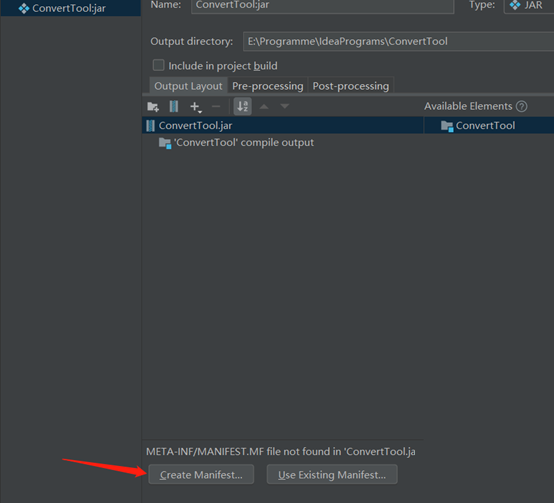 ConvertTool:jar
Name: ConvertTool:jar Type: JAR
Output directory: E:\Programme\IdeaPrograms\ConvertTool
Include in project build
Output Layout Pre-processing Post-processing
Available Elements
ConvertTool.jar ConvertTool
'ConvertTool' compile output
META-INF/MANIFEST.MF file not found in 'ConvertTool.ja
Create Manifest... Use Existing Manifest...